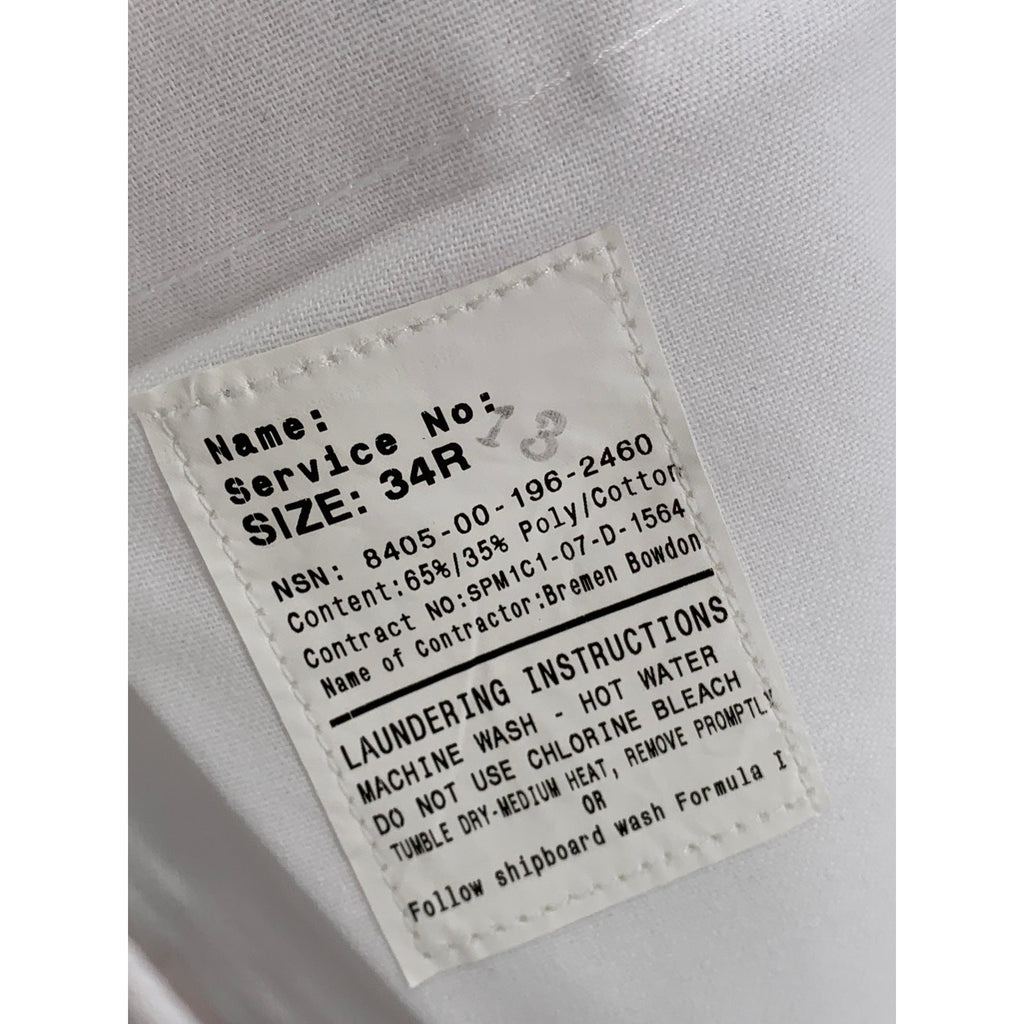 Name:
Service No:
13
SIZE: 34R
NSN: 8405-00-196-2460
Content:65%/35% Poly/Cotton
Contract NO:SPM1C1-07-D-1564
Name of Contractor:Bremen Bowdon
LAUNDERING INSTRUCTIONS
MACHINE WASH - HOT WATER
DO NOT USE CHLORINE BLEACH
TUMBLE DRY-MEDIUM HEAT, REMOVE PROMPTLY
OR
Follow shipboard wash Formula I